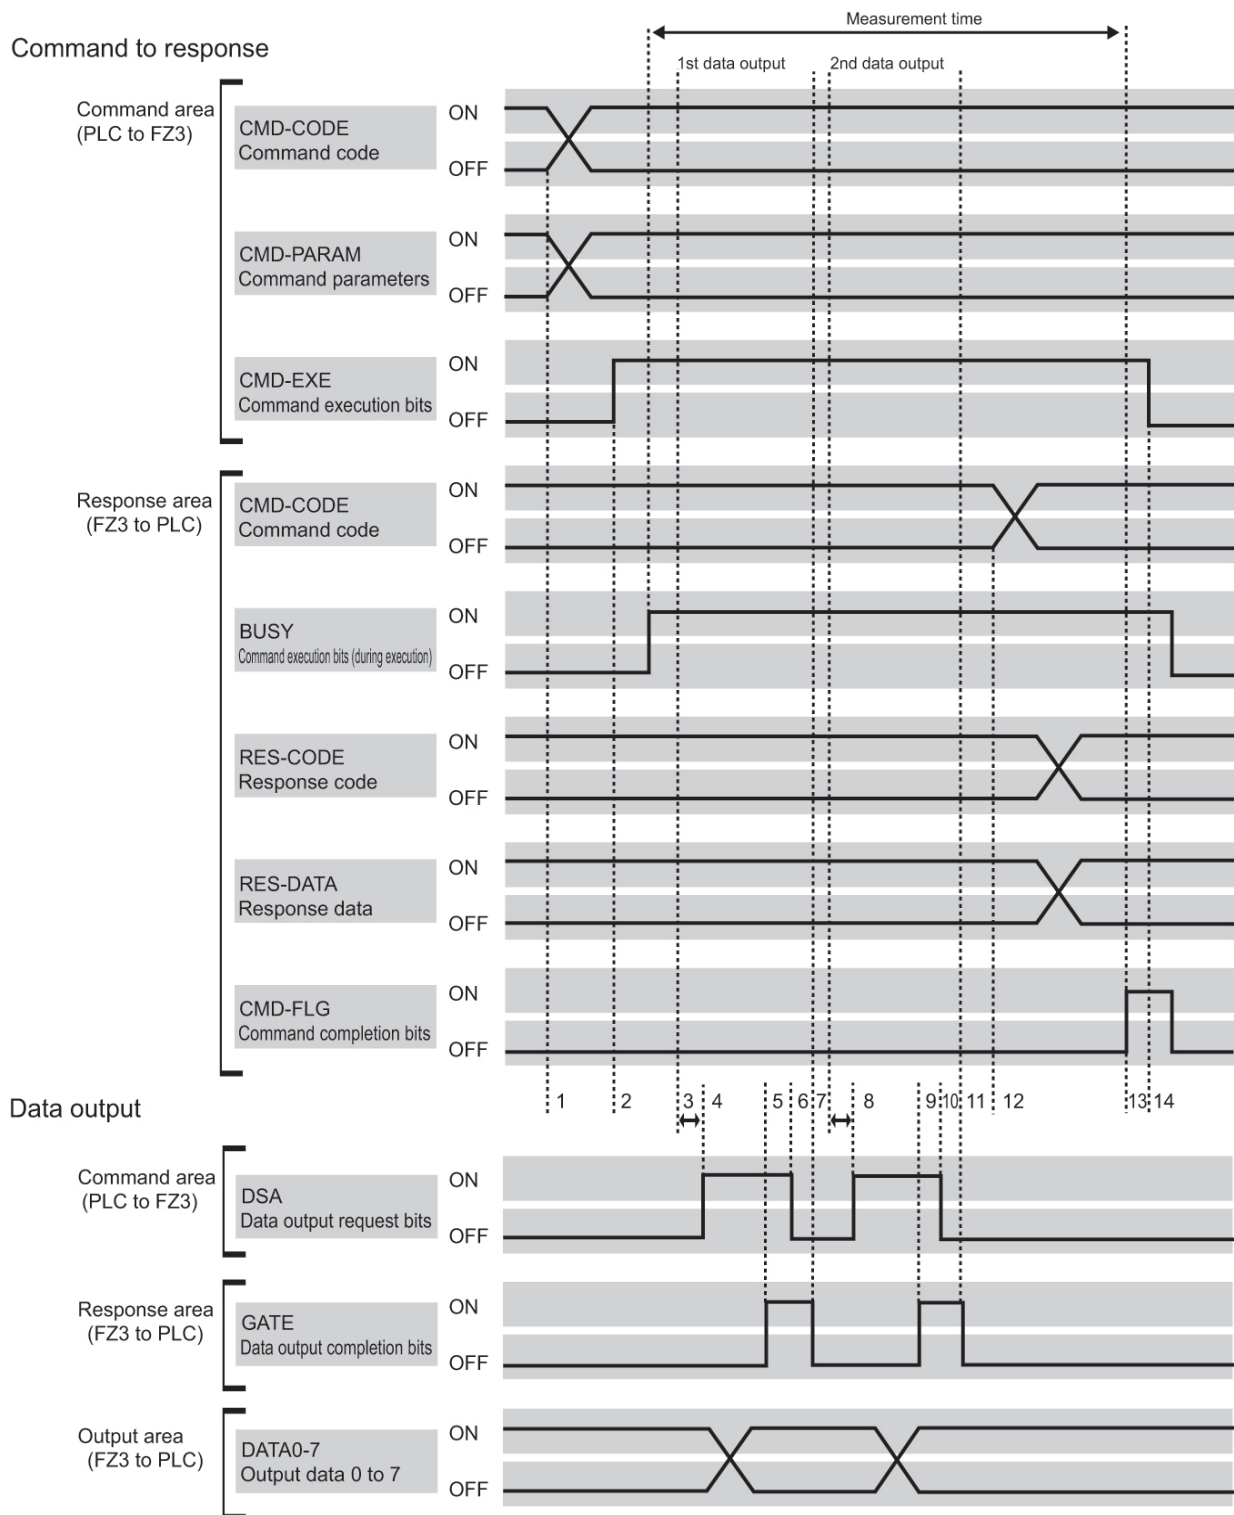 Measurement time
Command to response
1st data output
2nd data output
Command area
(PLC to FZ3)
CMD-CODE
Command code
ON
OFF
CMD-PARAM
Command parameters
ON
OFF
CMD-EXE
Command execution bits
ON
OFF
Response area
(FZ3 to PLC)
CMD-CODE
Command code
ON
OFF
BUSY
Command execution bits (during execution)
ON
OFF
RES-CODE
Response code
ON
OFF
RES-DATA
Response data
ON
OFF
CMD-FLG
Command completion bits
ON
OFF
1 2 3 4 5 6 7 8 9 10 11 12 13 14
Data output
Command area
(PLC to FZ3)
DSA
Data output request bits
ON
OFF
Response area
(FZ3 to PLC)
GATE
Data output completion bits
ON
OFF
Output area
(FZ3 to PLC)
DATA0-7
Output data 0 to 7
ON
OFF